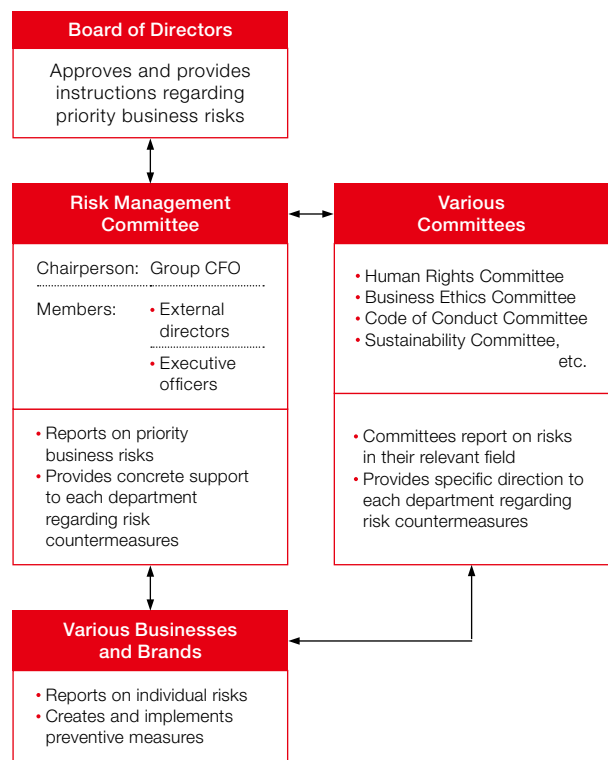 Board of Directors
Approves and provides
instructions regarding
priority business risks
Risk Management
Committee
Chairperson: Group CFO
Members: • External
directors
• Executive
officers
• Reports on priority
business risks
• Provides concrete support
to each department
regarding risk
countermeasures
Various
Committees
• Human Rights Committee
• Business Ethics Committee
• Code of Conduct Committee
• Sustainability Committee,
etc.
• Committees report on risks
in their relevant field
• Provides specific direction to
each department regarding
risk countermeasures
Various Businesses
and Brands
• Reports on individual risks
• Creates and implements
preventive measures